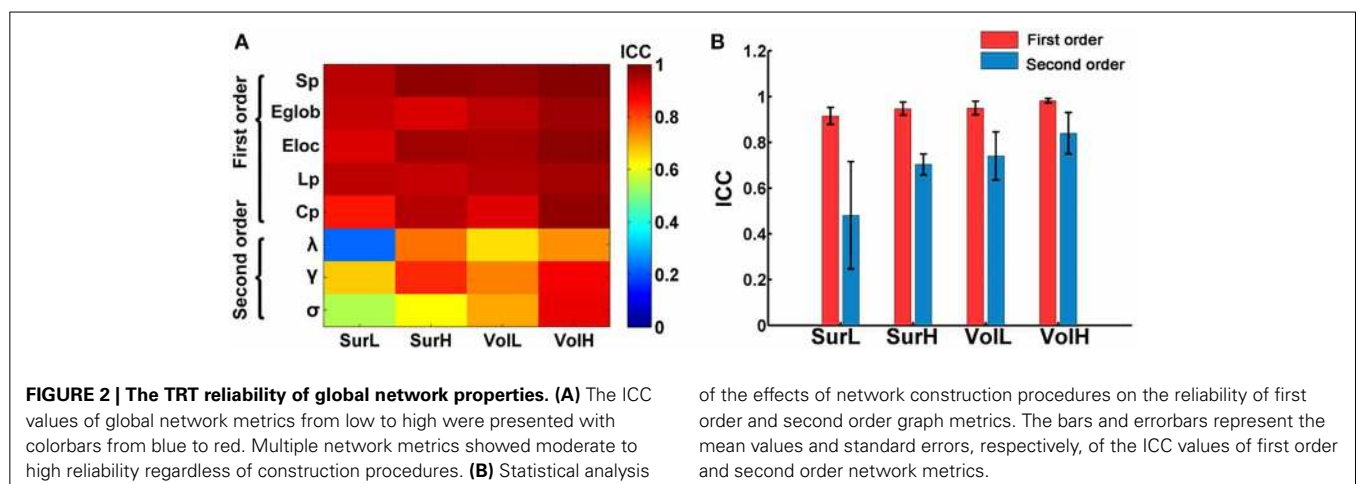 A
ICC
First order
Second order
Sp
Eglob
Eloc
Lp
Cp
λ
γ
σ
SurL SurH VolL VolH
1
0.8
0.6
0.4
0.2
0
B
First order
Second order
ICC
1.2
1
0.8
0.6
0.4
0.2
0
SurL SurH VolL VolH
FIGURE 2 | The TRT reliability of global network properties. (A) The ICC
values of global network metrics from low to high were presented with
colorbars from blue to red. Multiple network metrics showed moderate to
high reliability regardless of construction procedures. (B) Statistical analysis
of the effects of network construction procedures on the reliability of first
order and second order graph metrics. The bars and errorbars represent the
mean values and standard errors, respectively, of the ICC values of first order
and second order network metrics.